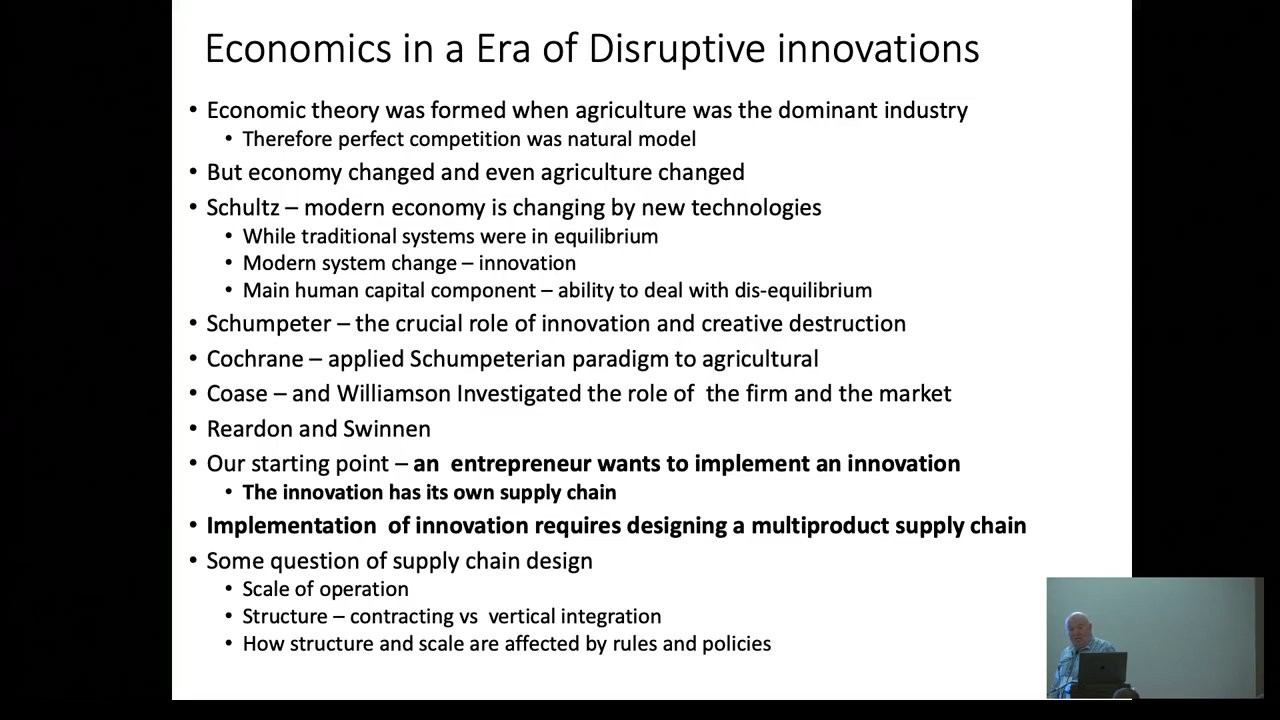 Economics in a Era of Disruptive innovations
• Economic theory was formed when agriculture was the dominant industry
• Therefore perfect competition was natural model
• But economy changed and even agriculture changed
• Schultz – modern economy is changing by new technologies
• While traditional systems were in equilibrium
• Modern system change – innovation
• Main human capital component – ability to deal with dis-equilibrium
• Schumpeter – the crucial role of innovation and creative destruction
• Cochrane – applied Schumpeterian paradigm to agricultural
• Coase – and Williamson Investigated the role of  the firm and the market
• Reardon and Swinnen
• Our starting point – an  entrepreneur wants to implement an innovation
• The innovation has its own supply chain
• Implementation  of innovation requires designing a multiproduct supply chain
• Some question of supply chain design
• Scale of operation
• Structure – contracting vs  vertical integration
• How structure and scale are affected by rules and policies